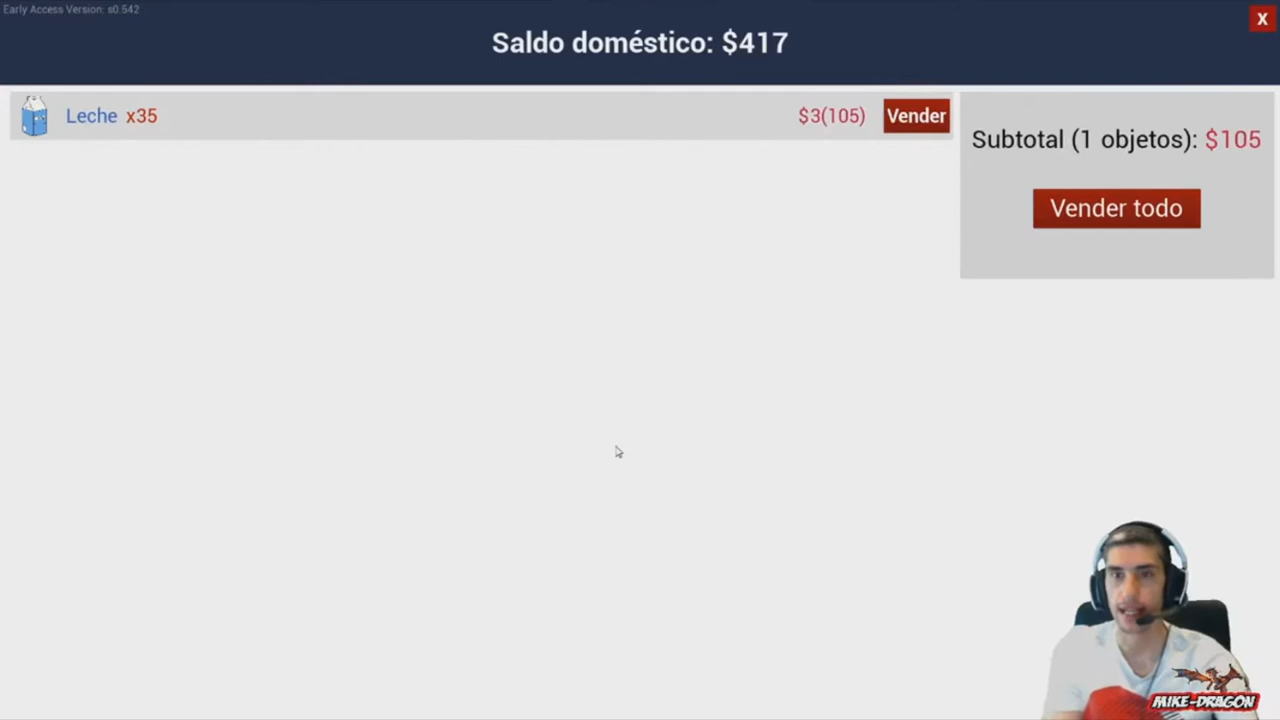 Early Access Version: s0.542
Saldo doméstico: $417
X
Leche x35 $3(105) Vender
Subtotal (1 objetos): $105
Vender todo
MIKE-DRAGON